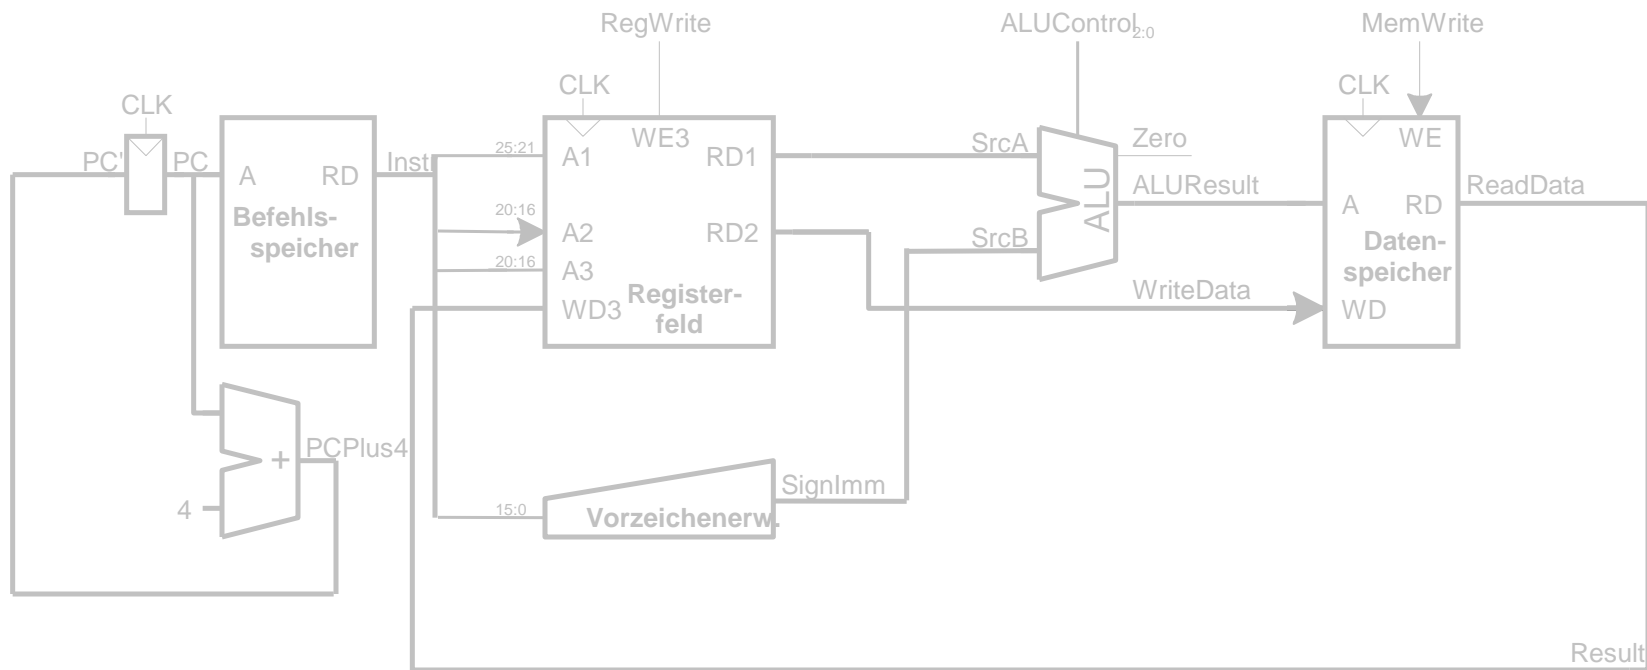 RegWrite
ALUControl2:0
MemWrite
CLK
CLK
CLK
PC'
PC
A
RD
Instr
Befehls-
speicher
25:21
20:16
20:16
A1
A2
A3
WD3
WE3
RD1
RD2
Register-
feld
SrcA
SrcB
ALU
Zero
ALUResult
WriteData
WE
A
RD
Daten-
speicher
WD
ReadData
PCPlus4
+
4
15:0
Vorzeichenerw.
SignImm
Result